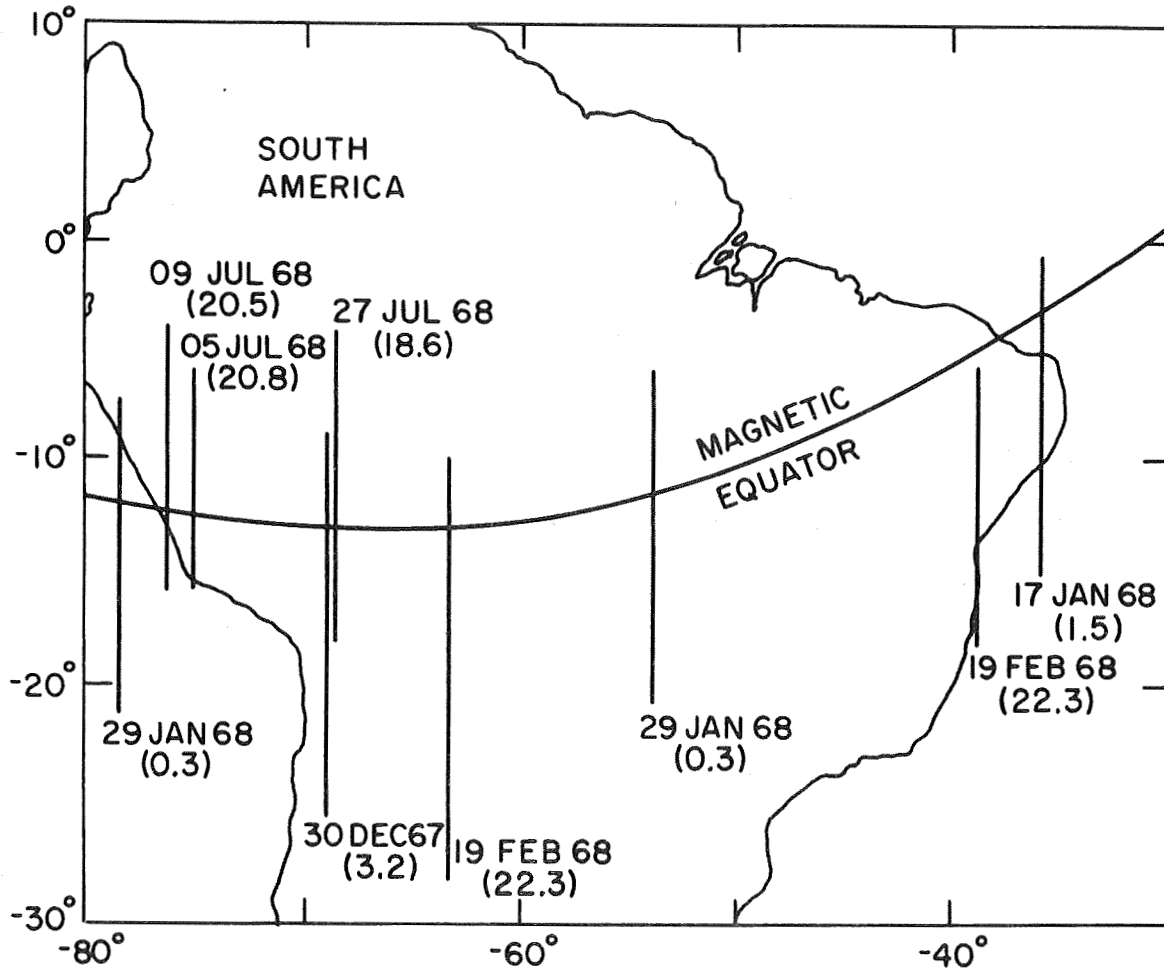 10°
SOUTH
AMERICA
0°
09 JUL 68
(20.5)
27 JUL 68
(18.6)
05 JUL 68
(20.8)
MAGNETIC
EQUATOR
-10°
17 JAN 68
(1.5)
19 FEB 68
(22.3)
-20°
29 JAN 68
(0.3)
29 JAN 68
(0.3)
30 DEC 67
(3.2)
19 FEB 68
(22.3)
-30°
-80°
-60°
-40°